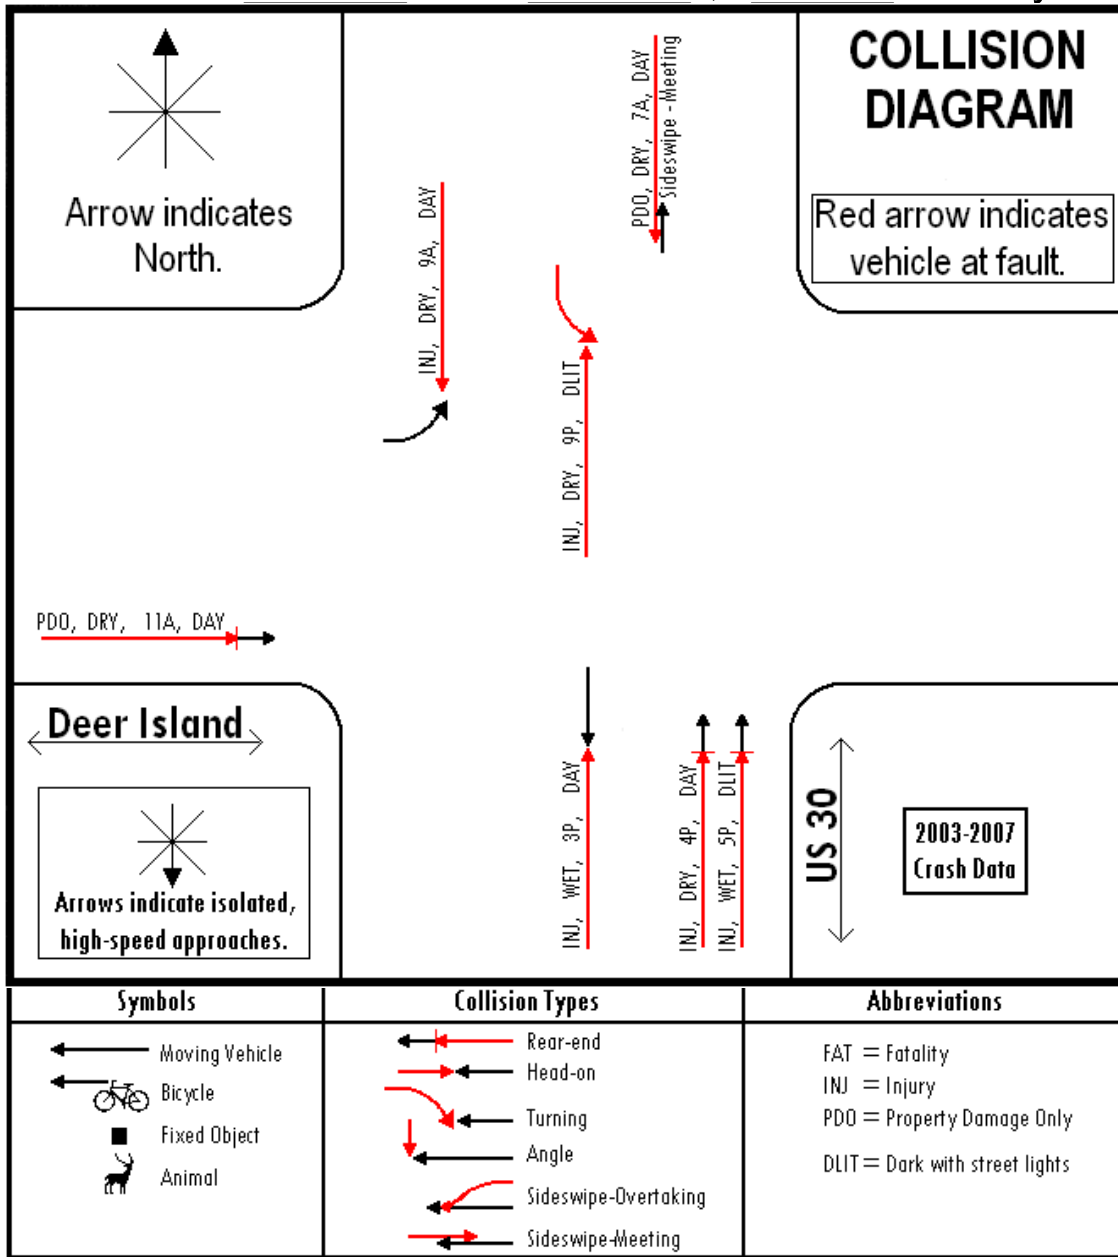 COLLISION
DIAGRAM
Arrow indicates
North.
Red arrow indicates
vehicle at fault.
PDO, DRY, 7A, DAY
Sideswipe - Meeting
INJ, DRY, 9A, DAY
INJ, DRY, 9P, DLIT
PDO, DRY, 11A, DAY
Deer Island
Arrows indicate isolated,
high-speed approaches.
INJ, WET, 3P, DAY
INJ, DRY, 4P, DAY
INJ, WET, 5P, DLIT
US 30
2003-2007
Crash Data
Symbols
Moving Vehicle
Bicycle
Fixed Object
Animal
Collision Types
Rear-end
Head-on
Turning
Angle
Sideswipe-Overtaking
Sideswipe-Meeting
Abbreviations
FAT = Fatality
INJ = Injury
PDO = Property Damage Only
DLIT = Dark with street lights